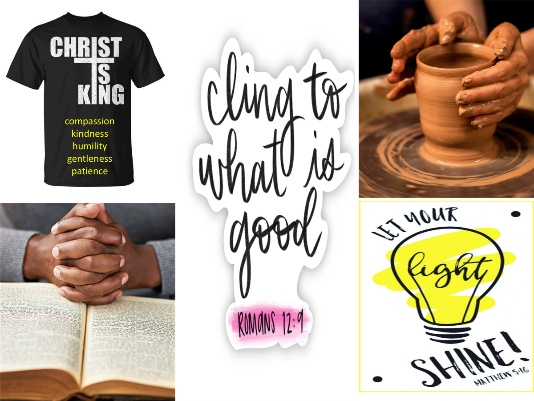 CHRIST
IS
KING
compassion
kindness
humility
gentleness
patience
cling to
what is
good
ROMANS 12:9
LET YOUR
light
SHINE!
MATTHEW 5:16